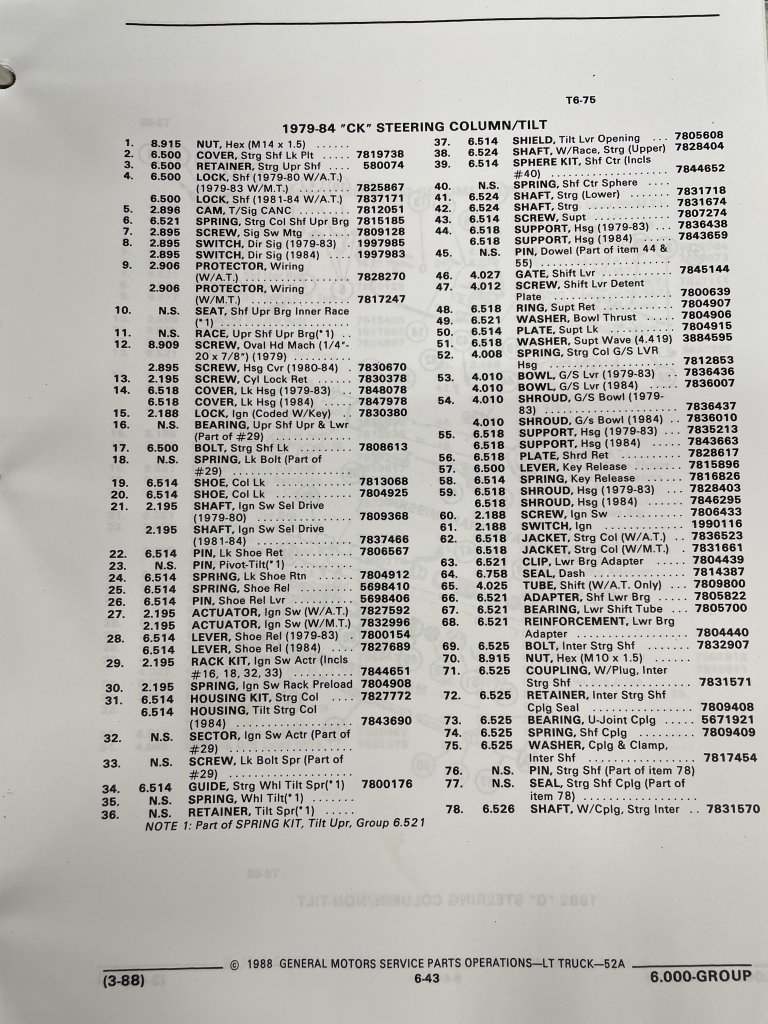 T6-75
1979-84 "CK" STEERING COLUMN/TILT
1. 8.915 NUT, Hex (M14 x 1.5) ......
2. 6.500 COVER, Strg Shf Lk Plt ..... 7819738
3. 6.500 RETAINER, Strg Upr Shf .... 580074
4. 6.500 LOCK, Shf (1979-80 W/A.T.)
(1979-83 W/M.T.) ......... 7825867
6.500 LOCK, Shf (1981-84 W/A.T.) 7837171
5. 2.896 CAM, T/Sig CANC .......... 7812051
6. 6.521 SPRING, Strg Col Shf Upr Brg 7815185
7. 2.895 SCREW, Sig Sw Mtg ........ 7809128
8. 2.895 SWITCH, Dir Sig (1979-83) . 1997985
2.895 SWITCH, Dir Sig (1984) .... 1997983
9. 2.906 PROTECTOR, Wiring
(W/A.T.) .................. 7828270
2.906 PROTECTOR, Wiring
(W/M.T.) .................. 7817247
10. N.S. SEAT, Shf Upr Brg Inner Race
(*1) ......................
11. N.S. RACE, Upr Shf Upr Brg(*1) ..
12. 8.909 SCREW, Oval Hd Mach (1/4"-
20 x 7/8") (1979) .........
2.895 SCREW, Hsg Cvr (1980-84) . 7830670
13. 2.195 SCREW, Cyl Lock Ret ...... 7830378
14. 6.518 COVER, Lk Hsg (1979-83) .. 7848078
6.518 COVER, Lk Hsg (1984) ..... 7847978
15. 2.188 LOCK, Ign (Coded W/Key) .. 7830380
16. N.S. BEARING, Upr Shf Upr & Lwr
(Part of #29) .............
17. 6.500 BOLT, Strg Shf Lk ......... 7808613
18. N.S. SPRING, Lk Bolt (Part of
#29) .....................
19. 6.514 SHOE, Col Lk .............. 7813068
20. 6.514 SHOE, Col Lk .............. 7804925
21. 2.195 SHAFT, Ign Sw Sel Drive
(1979-80) ................. 7809368
2.195 SHAFT, Ign Sw Sel Drive
(1981-84) ................. 7837466
22. 6.514 PIN, Lk Shoe Ret .......... 7806567
23. N.S. PIN, Pivot-Tilt(*1) .........
24. 6.514 SPRING, Lk Shoe Rtn ...... 7804912
25. 6.514 SPRING, Shoe Rel .......... 5698410
26. 6.514 PIN, Shoe Rel Lvr ......... 5698406
27. 2.195 ACTUATOR, Ign Sw (W/A.T.) 7827592
2.195 ACTUATOR, Ign Sw (W/M.T.) 7832996
28. 6.514 LEVER, Shoe Rel (1979-83) . 7800154
6.514 LEVER, Shoe Rel (1984) .... 7827689
29. 2.195 RACK KIT, Ign Sw Actr (Incls
#16, 18, 32, 33) ........... 7844651
30. 2.195 SPRING, Ign Sw Rack Preload 7804908
31. 6.514 HOUSING KIT, Strg Col .... 7827772
6.514 HOUSING, Tilt Strg Col
(1984) .................... 7843690
32. N.S. SECTOR, Ign Sw Actr (Part of
#29) .....................
33. N.S. SCREW, Lk Bolt Spr (Part of
#29) .....................
34. 6.514 GUIDE, Strg Whl Tilt Spr(*1) 7800176
35. N.S. SPRING, Whl Tilt(*1) .......
36. N.S. RETAINER, Tilt Spr(*1) .....
NOTE 1: Part of SPRING KIT, Tilt Upr, Group 6.521
37. 6.514 SHIELD, Tilt Lvr Opening ... 7805608
38. 6.524 SHAFT, W/Race, Strg (Upper) 7828404
39. 6.514 SPHERE KIT, Shf Ctr (Incls
#40) ..................... 7844652
40. N.S. SPRING, Shf Ctr Sphere ....
41. 6.524 SHAFT, Strg (Lower) ....... 7831718
42. 6.524 SHAFT, Strg ............... 7831674
43. 6.514 SCREW, Supt .............. 7807274
44. 6.518 SUPPORT, Hsg (1979-83) ... 7836438
6.518 SUPPORT, Hsg (1984) ..... 7843659
45. N.S. PIN, Dowel (Part of item 44 &
55) .......................
46. 4.027 GATE, Shift Lvr ............ 7845144
47. 4.012 SCREW, Shift Lvr Detent
Plate ..................... 7800639
48. 6.518 RING, Supt Ret ............ 7804907
49. 6.521 WASHER, Bowl Thrust ..... 7804906
50. 6.514 PLATE, Supt Lk ............ 7804915
51. 6.518 WASHER, Supt Wave (4.419) 3884595
52. 4.008 SPRING, Strg Col G/S LVR
Hsg ...................... 7812853
53. 4.010 BOWL, G/S Lvr (1979-83) .. 7836436
4.010 BOWL, G/S Lvr (1984) ..... 7836007
54. 4.010 SHROUD, G/S Bowl (1979-
83) ....................... 7836437
4.010 SHROUD, G/s Bowl (1984) .. 7836010
55. 6.518 SUPPORT, Hsg (1979-83) ... 7835213
6.518 SUPPORT, Hsg (1984) ..... 7843663
56. 6.518 PLATE, Shrd Ret ........... 7828617
57. 6.500 LEVER, Key Release ....... 7815896
58. 6.514 SPRING, Key Release ...... 7816826
59. 6.518 SHROUD, Hsg (1979-83) ... 7828403
6.518 SHROUD, Hsg (1984) ...... 7846295
60. 2.188 SCREW, Ign Sw ............ 7806433
61. 2.188 SWITCH, Ign .............. 1990116
62. 6.518 JACKET, Strg Col (W/A.T.) .. 7836523
6.518 JACKET, Strg Col (W/M.T.) . 7831661
63. 6.521 CLIP, Lwr Brg Adapter ..... 7804439
64. 6.758 SEAL, Dash ............... 7814387
65. 4.025 TUBE, Shift (W/A.T. Only) ... 7809800
66. 6.521 ADAPTER, Shf Lwr Brg ..... 7805822
67. 6.521 BEARING, Lwr Shift Tube ... 7805700
68. 6.521 REINFORCEMENT, Lwr Brg
Adapter .................. 7804440
69. 6.525 BOLT, Inter Strg Shf ........ 7832907
70. 8.915 NUT, Hex (M10 x 1.5) ......
71. 6.525 COUPLING, W/Plug, Inter
Strg Shf .................. 7831571
72. 6.525 RETAINER, Inter Strg Shf
Cplg Seal ................. 7809408
73. 6.525 BEARING, U-Joint Cplg ..... 5671921
74. 6.525 SPRING, Shf Cplg .......... 7809409
75. 6.525 WASHER, Cplg & Clamp,
Inter Shf .................. 7817454
76. N.S. PIN, Strg Shf (Part of item 78)
77. N.S. SEAL, Strg Shf Cplg (Part of
item 78) ..................
78. 6.526 SHAFT, W/Cplg, Strg Inter .. 7831570
© 1988 GENERAL MOTORS SERVICE PARTS OPERATIONS—LT TRUCK—52A
(3-88) 6-43 6.000-GROUP